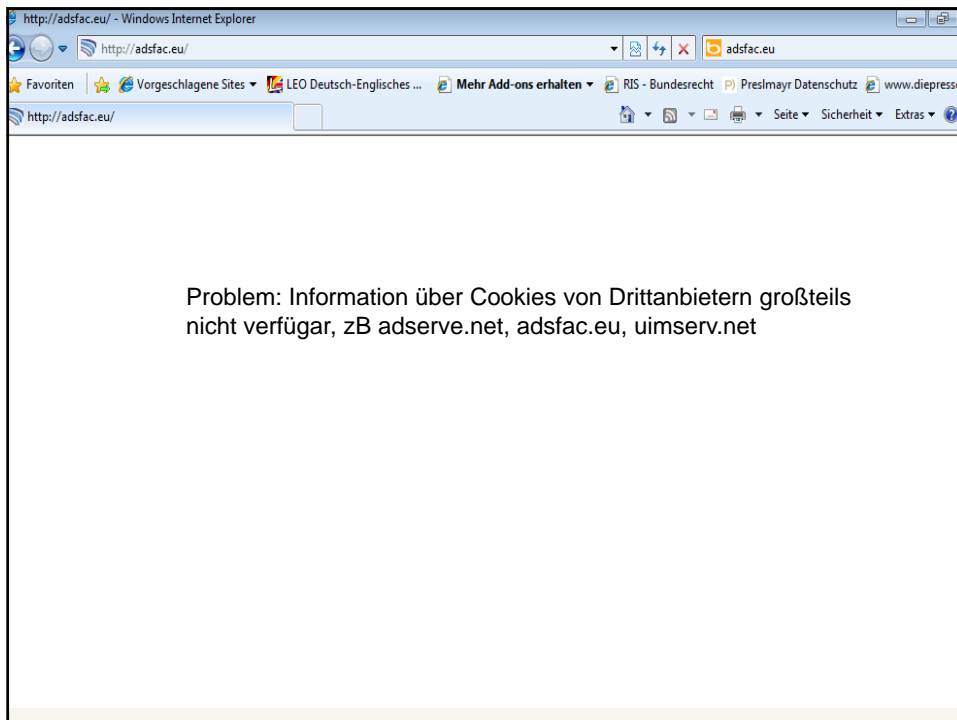 http://adsfac.eu/ - Windows Internet Explorer
http://adsfac.eu/ adsfac.eu
Favoriten Vorgeschlagene Sites LEO Deutsch-Englisches ... Mehr Add-ons erhalten RIS - Bundesrecht Preslmayr Datenschutz www.diepresse
http://adsfac.eu/ Seite Sicherheit Extras
Problem: Information über Cookies von Drittanbietern großteils
nicht verfügar, zB adserve.net, adsfac.eu, uimserv.net